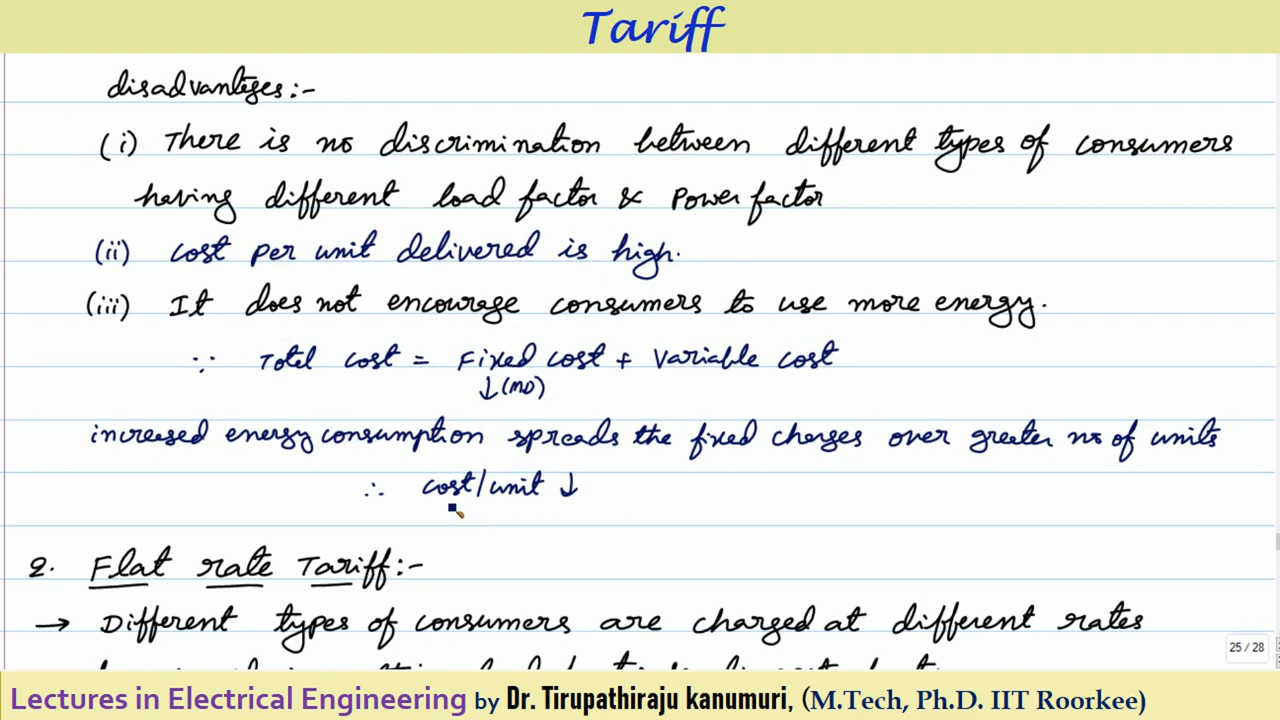 Tariff
disadvanteges:-
(i) There is no discrimination between different types of consumers
having different load factor & Power factor
(ii) cost per unit delivered is high.
(iii) It does not encourage consumers to use more energy.
∵ Total cost = Fixed cost + Variable cost
↓(MD)
increased energy consumption spreads the fixed charges over greater no of units
∴ cost/unit ↓
2. Flat rate Tariff:-
→ Different types of consumers are charged at different rates
25 / 28
Lectures in Electrical Engineering by Dr. Tirupathiraju kanumuri, (M.Tech, Ph.D. IIT Roorkee)